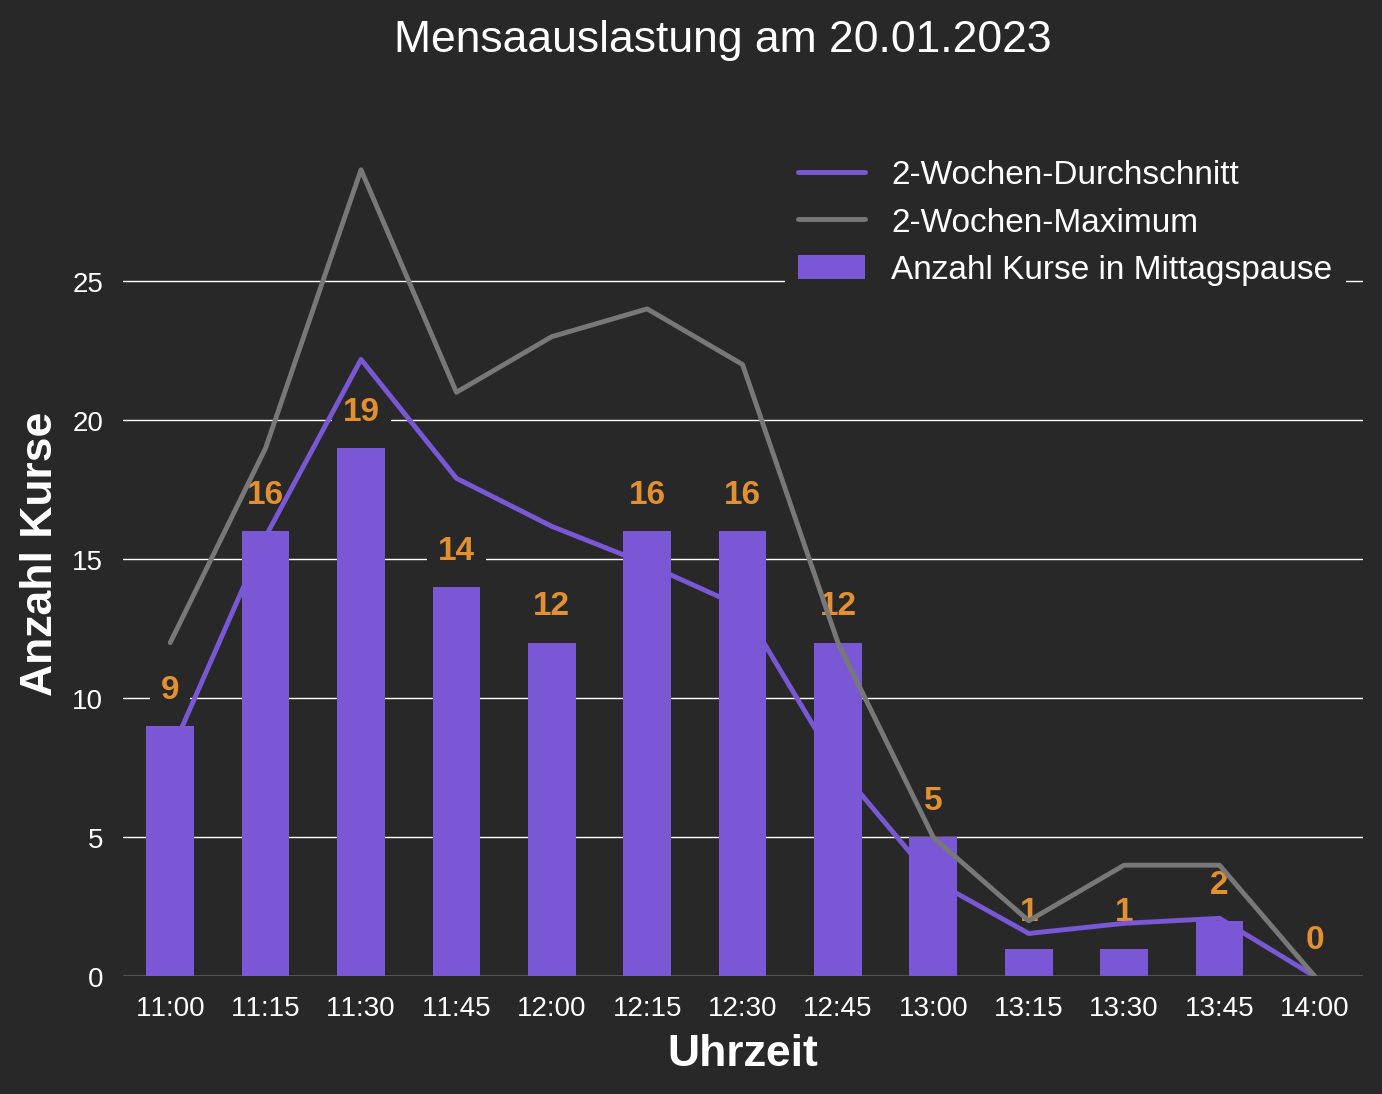 Mensaauslastung am 20.01.2023
2-Wochen-Durchschnitt
2-Wochen-Maximum
Anzahl Kurse in Mittagspause
Anzahl Kurse
25
20
15
10
5
0
9
16
19
14
12
16
16
12
5
1
1
2
0
11:00 11:15 11:30 11:45 12:00 12:15 12:30 12:45 13:00 13:15 13:30 13:45 14:00
Uhrzeit